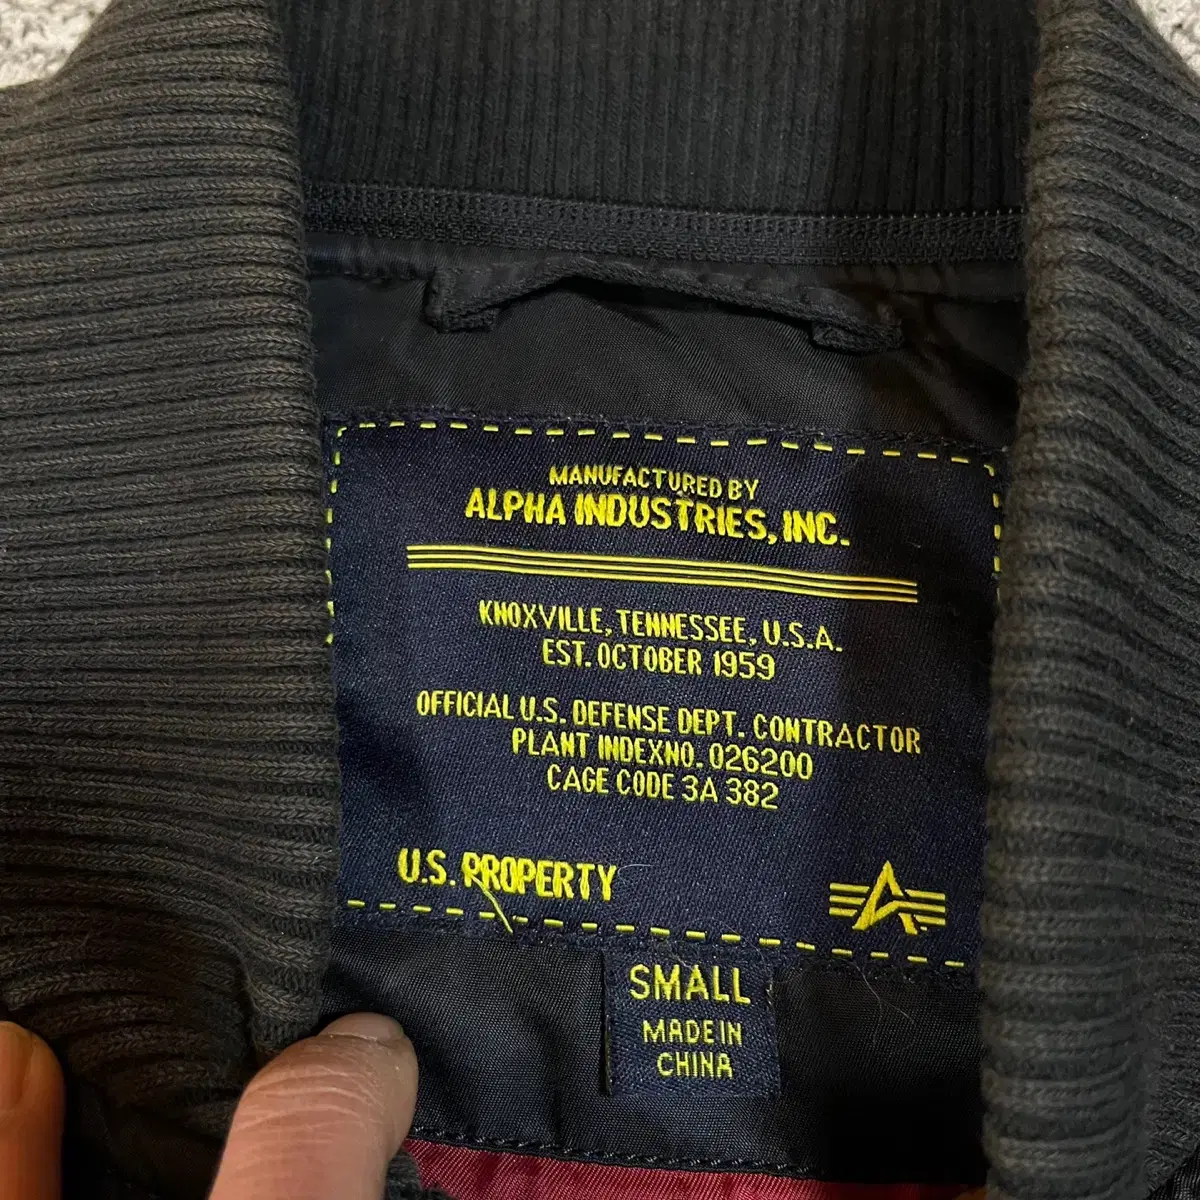 MANUFACTURED BY
ALPHA INDUSTRIES, INC.
KNOXVILLE, TENNESSEE, U.S.A.
EST. OCTOBER 1959
OFFICIAL U.S. DEFENSE DEPT. CONTRACTOR
PLANT INDEXNO. 026200
CAGE CODE 3A 382
U.S. PROPERTY
A
SMALL
MADE IN
CHINA